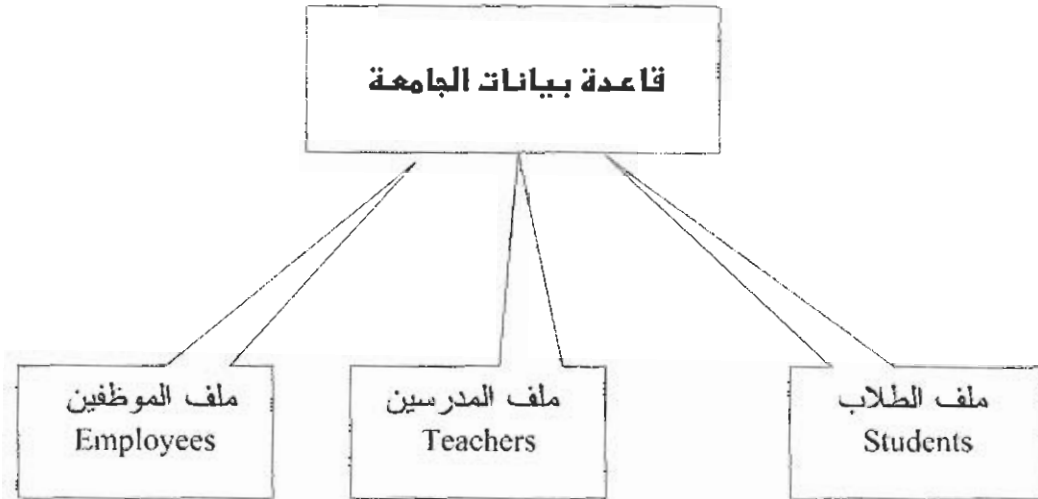 قاعدة بيانات الجامعة
ملف الطلاب
Students
ملف المدرسين
Teachers
ملف الموظفين
Employees